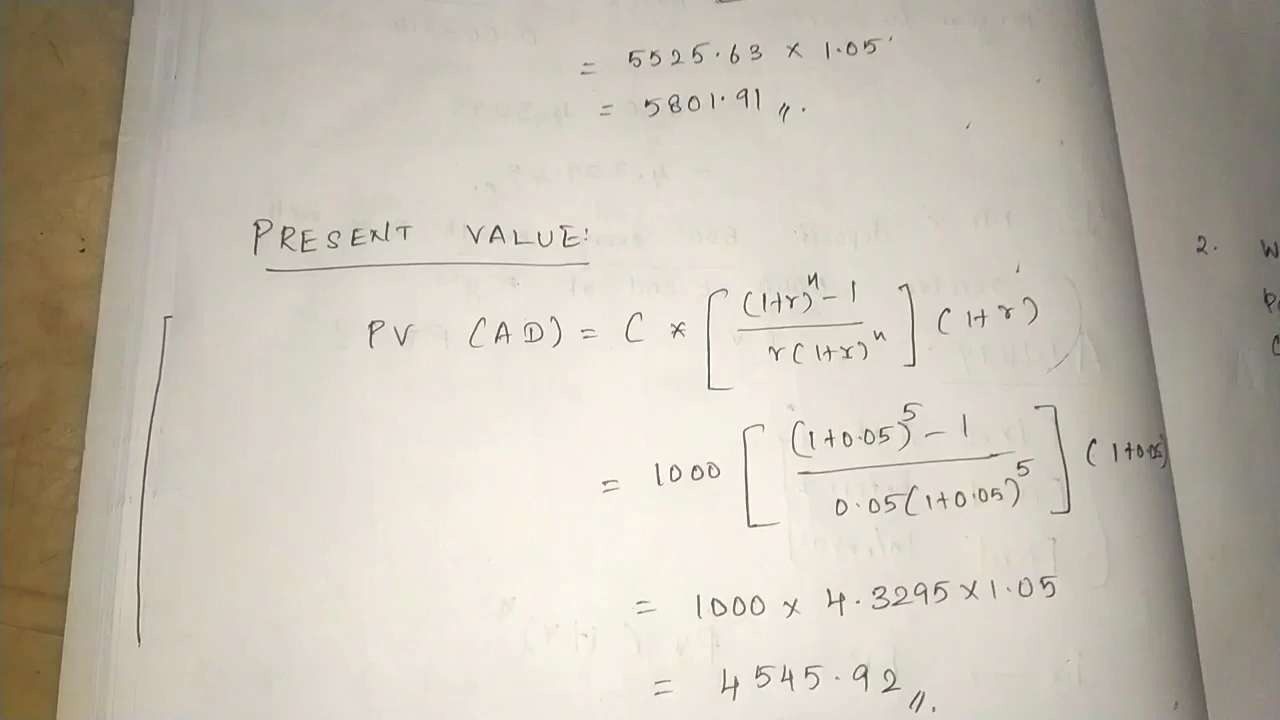 = 5525.63 × 1.05
= 5801.91 //.
PRESENT VALUE:
PV (AD) = C * [ (1+r)^n - 1 / r(1+r)^n ] (1+r)
= 1000 [ (1+0.05)^5 - 1 / 0.05(1+0.05)^5 ] (1+0.05)
= 1000 × 4.3295 × 1.05
= 4545.92 //.
2.